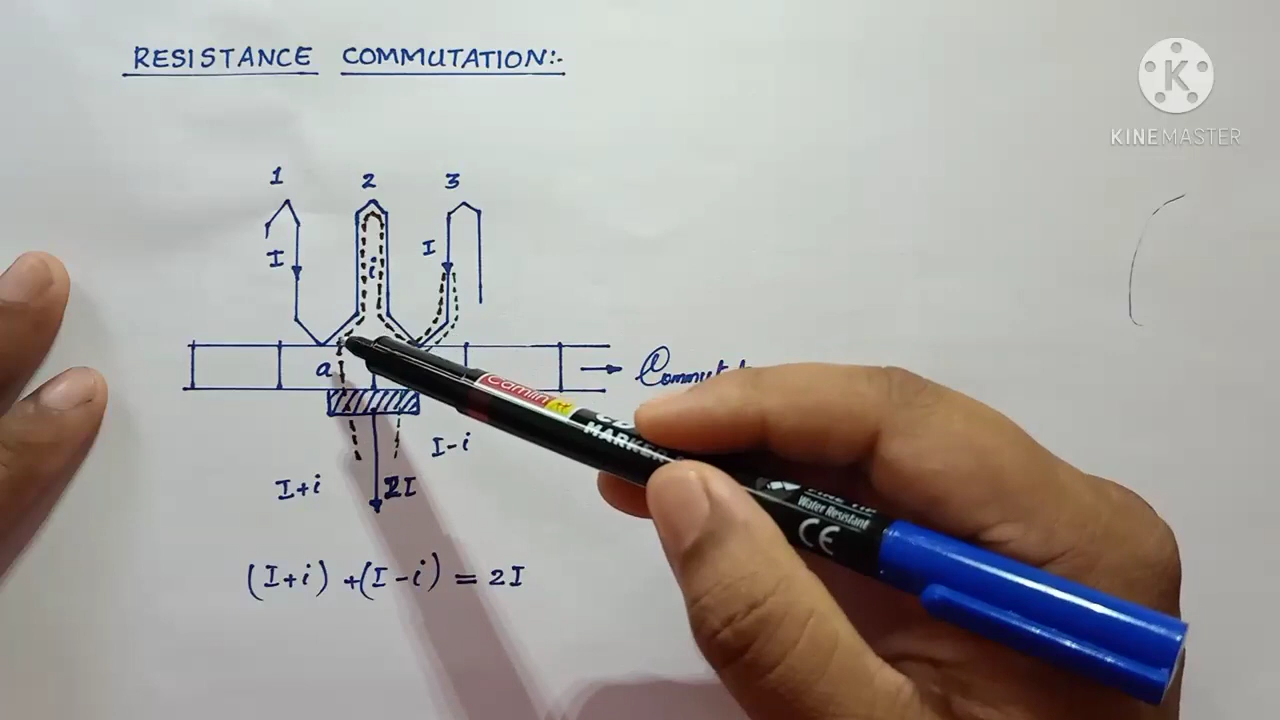 RESISTANCE COMMUTATION:-
K
KINEMASTER
1 2 3
I i I
a
I-i
I+i 2I
(I+i) + (I-i) = 2I
camlin
MARKER
Water Resistant
CE